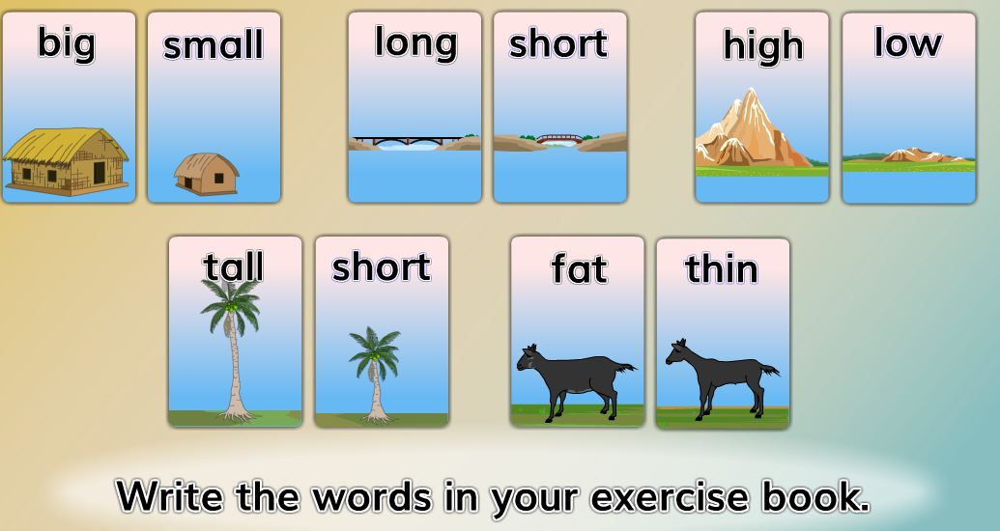 big small long short high low
tall short fat thin
Write the words in your exercise book.